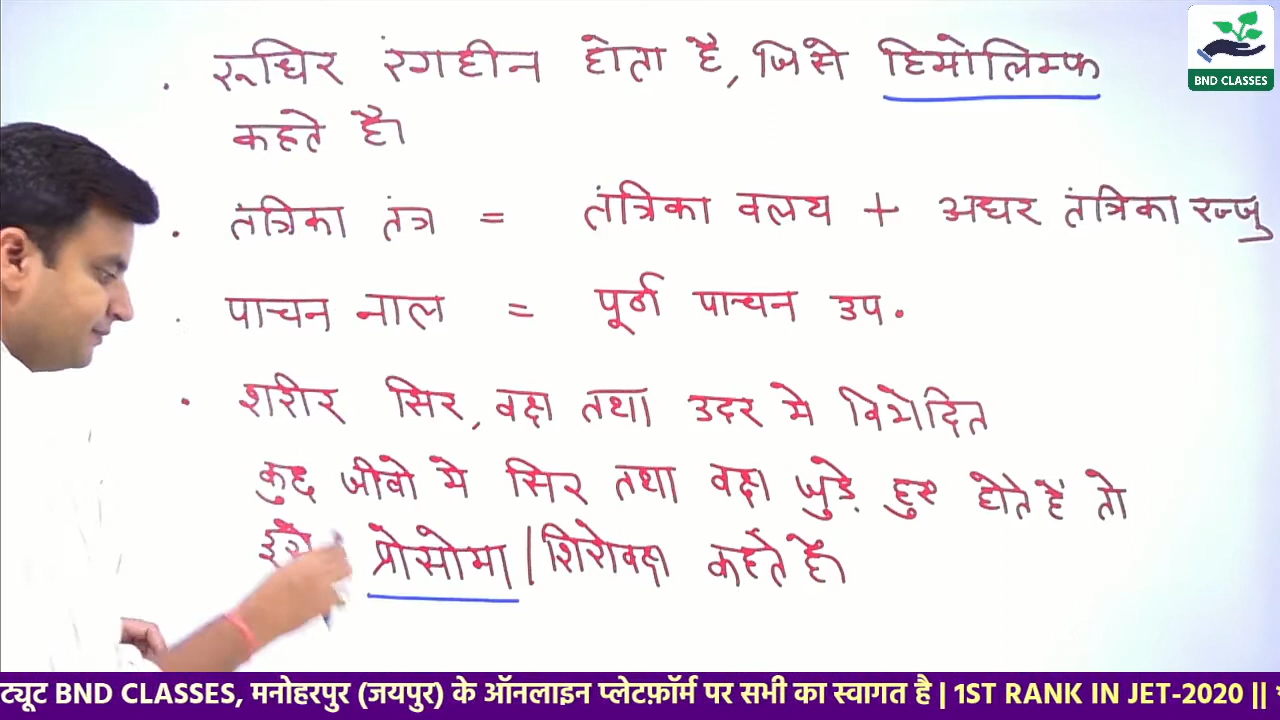 . रूधिर रंगहीन होता है, जिसे हिमोलिम्फ
कहते है।
. तंत्रिका तंत्र = तंत्रिका वलय + अधर तंत्रिका रज्जु
. पाचन नाल = पूर्ण पाचन उप.
. शरीर सिर, वक्ष तथा उदर मे विभेदित
कुछ जीवो मे सिर तथा वक्ष जुड़े हुए होते है तो
प्रोसोमा / शिरोवक्ष कहते है।
BND CLASSES
ट्यूट BND CLASSES, मनोहरपुर (जयपुर) के ऑनलाइन प्लेटफ़ॉर्म पर सभी का स्वागत है | 1ST RANK IN JET-2020 ||